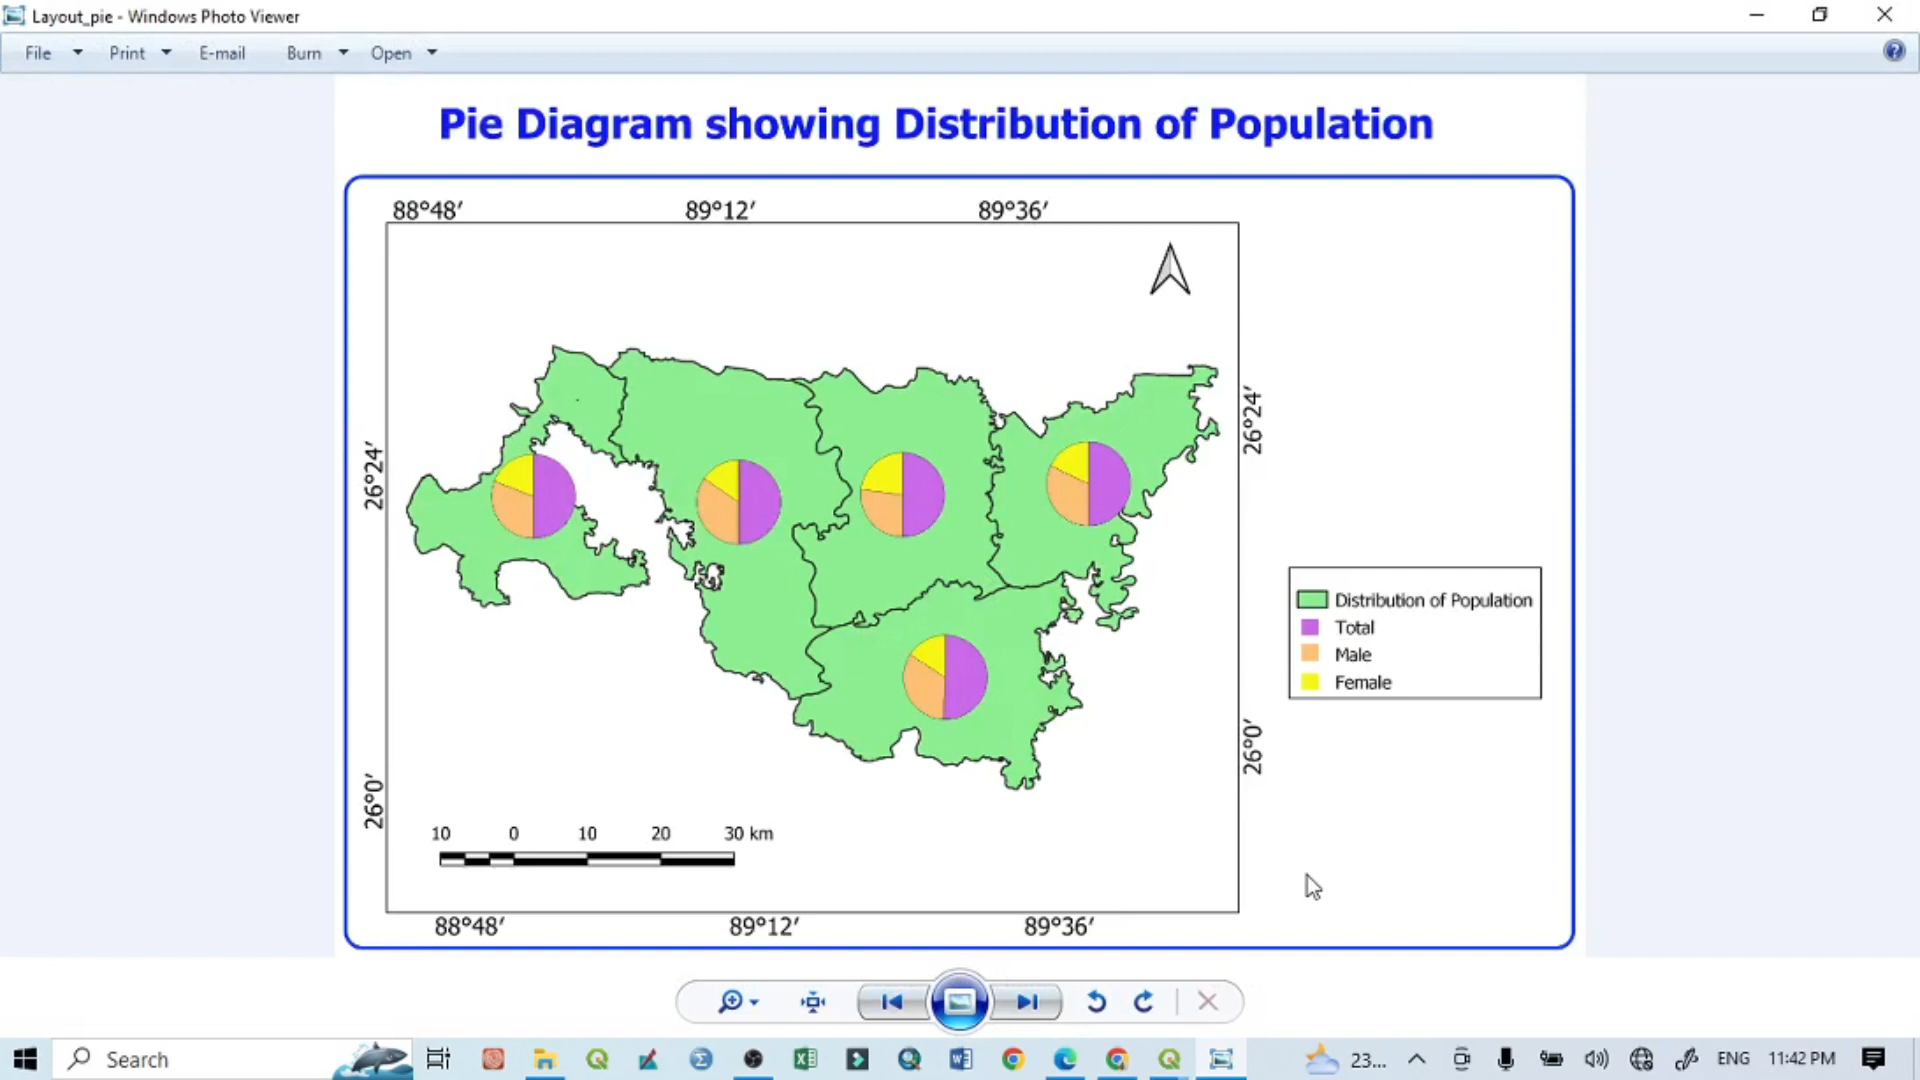 Layout_pie - Windows Photo Viewer
File Print E-mail Burn Open
Pie Diagram showing Distribution of Population
88°48′ 89°12′ 89°36′
26°24′ 26°24′
26°0′ 26°0′
Distribution of Population
Total
Male
Female
10 0 10 20 30 km
88°48′ 89°12′ 89°36′
Search 23... ENG 11:42 PM